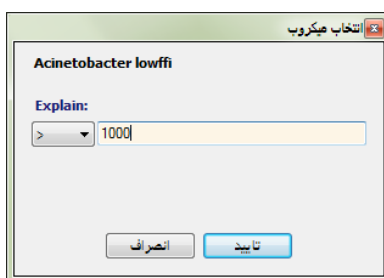 انتخاب میکروب
Acinetobacter lowffi
Explain:
> 1000
انصراف تایید